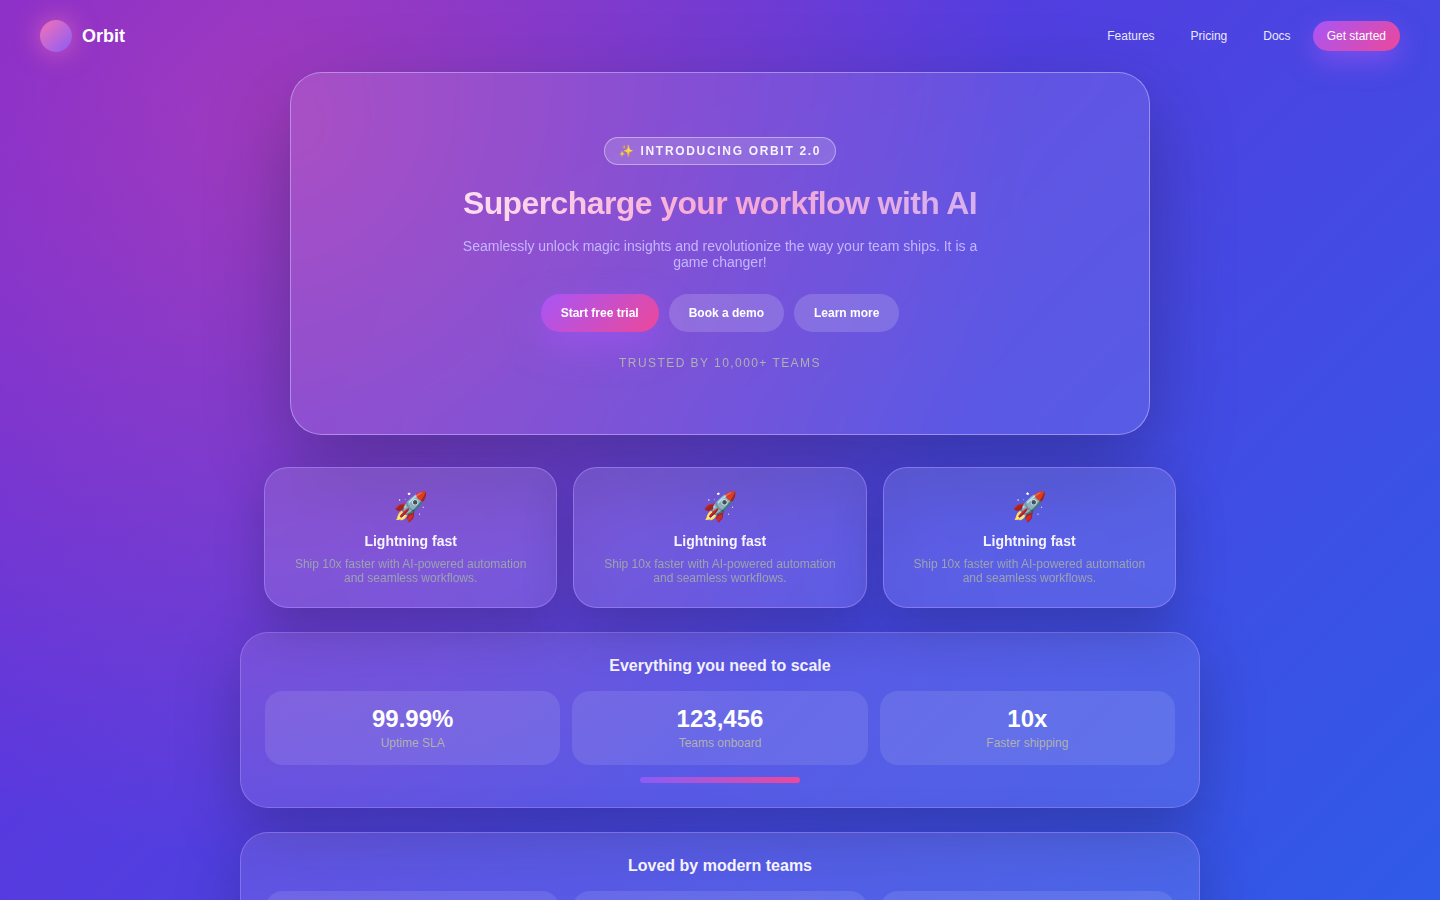 Orbit
Features
Pricing
Docs
Get started
✨ INTRODUCING ORBIT 2.0
Supercharge your workflow with AI
Seamlessly unlock magic insights and revolutionize the way your team ships. It is a
game changer!
Start free trial
Book a demo
Learn more
TRUSTED BY 10,000+ TEAMS
Lightning fast
Ship 10x faster with AI-powered automation
and seamless workflows.
Lightning fast
Ship 10x faster with AI-powered automation
and seamless workflows.
Lightning fast
Ship 10x faster with AI-powered automation
and seamless workflows.
Everything you need to scale
99.99%
Uptime SLA
123,456
Teams onboard
10x
Faster shipping
Loved by modern teams